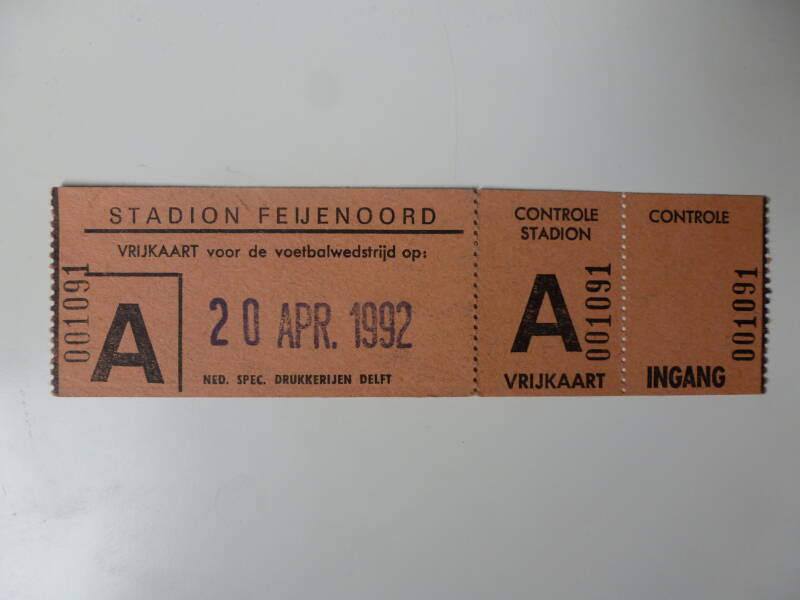 STADION FEIJENOORD
VRIJKAART voor de voetbalwedstrijd op:
001091
A
20 APR. 1992
NED. SPEC. DRUKKERIJEN DELFT
CONTROLE
STADION
A
001091
VRIJKAART
CONTROLE
001091
INGANG